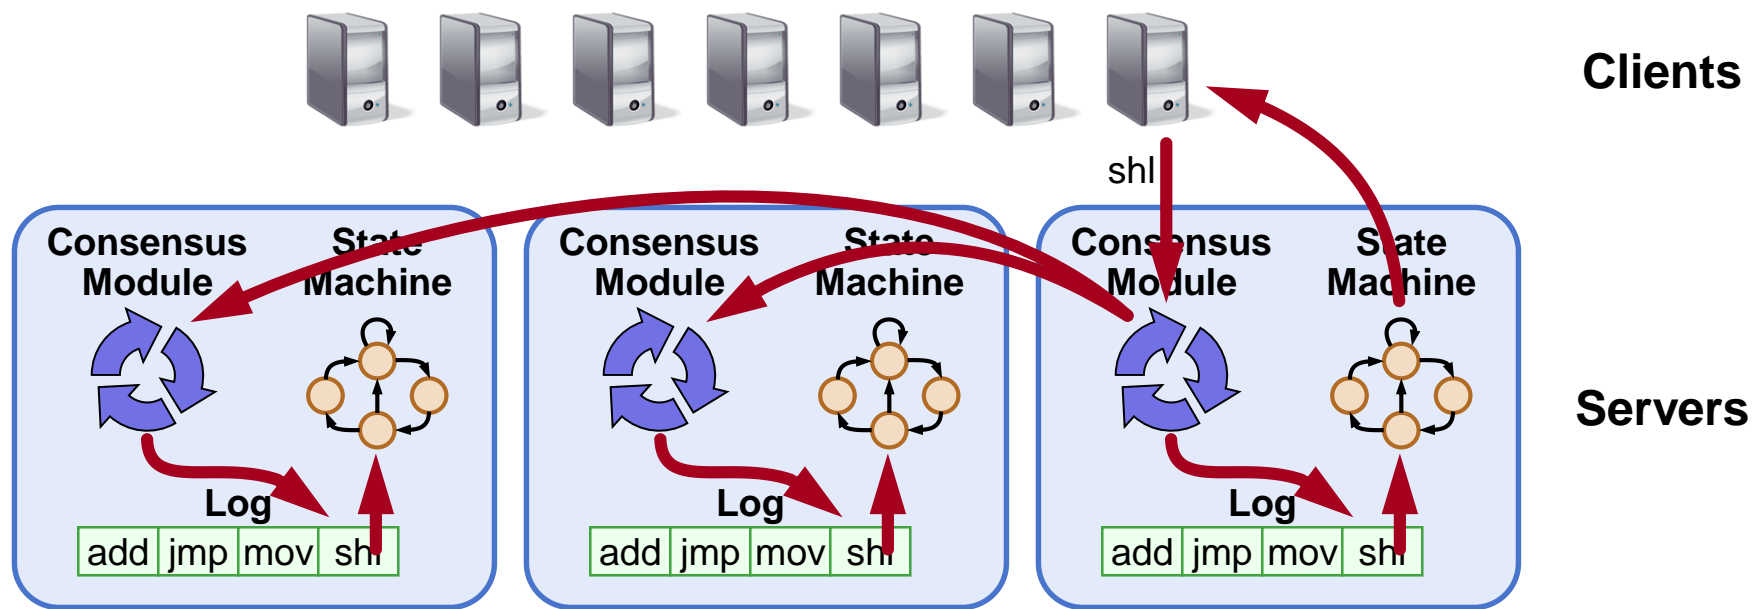 Clients
shl
Consensus Module
State Machine
Consensus Module
State Machine
Consensus Module
State Machine
Servers
Log
add jmp mov shl
Log
add jmp mov shl
Log
add jmp mov shl